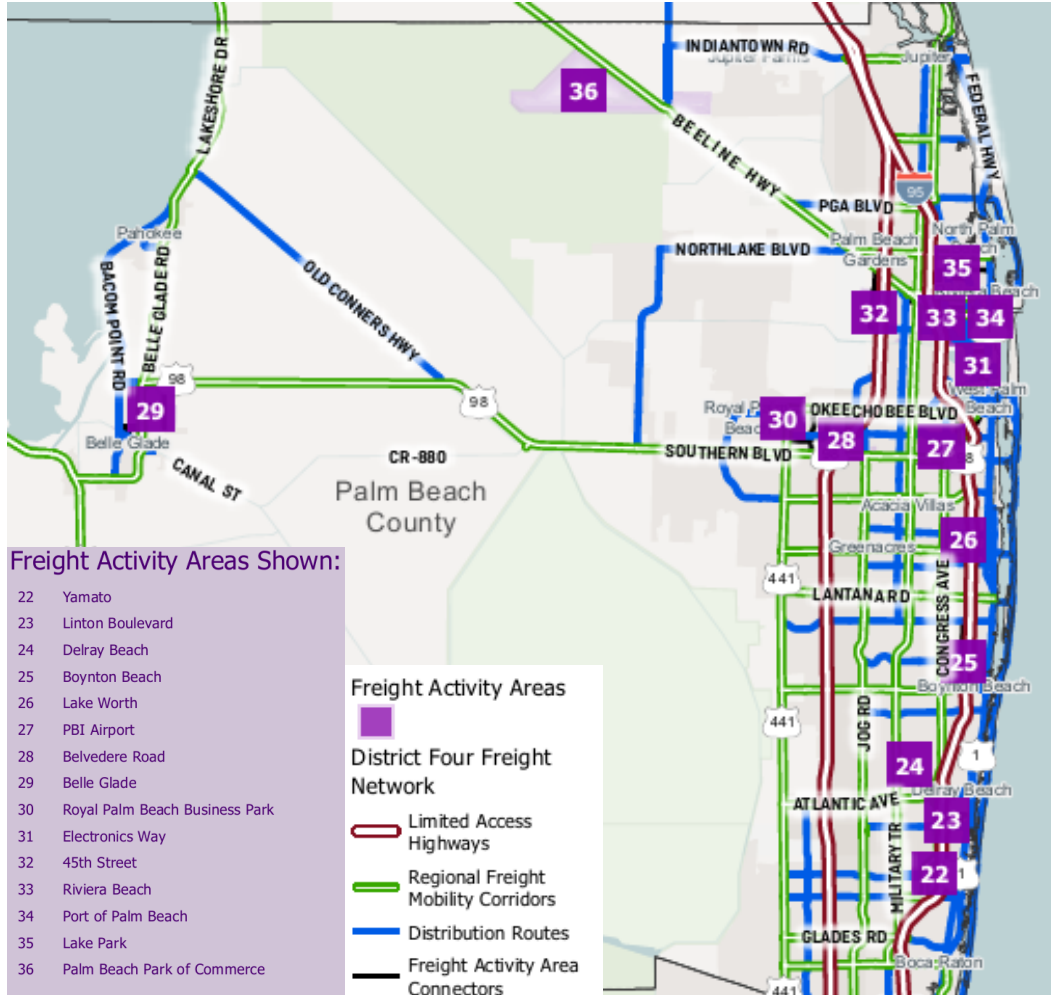 INDIANTOWN RD
Jupiter Farms
Jupiter
LAKESHORE DR
FEDERAL HWY
36
BEELINE HWY
95
PGA BLVD
Pahokee
NORTHLAKE BLVD
Palm Beach
Gardens
North Palm
35
BACOM POINT RD
BELLE GLADE RD
OLD CONNERS HWY
32
33
34
Beach
31
98
98
29
Belle Glade
Royal
30
OKEECHOBEE BLVD
West Palm
Beach
28
27
SOUTHERN BLVD
CR-880
CANAL ST
Palm Beach
County
Acacia Villas
26
Greenacres
441
LANTANA RD
CONGRESS AVE
25
Boynton Beach
441
JOG RD
1
24
Delray Beach
ATLANTIC AVE
23
MILITARY TR
22
1
GLADES RD
Boca Raton
441
Freight Activity Areas Shown:
22 Yamato
23 Linton Boulevard
24 Delray Beach
25 Boynton Beach
26 Lake Worth
27 PBI Airport
28 Belvedere Road
29 Belle Glade
30 Royal Palm Beach Business Park
31 Electronics Way
32 45th Street
33 Riviera Beach
34 Port of Palm Beach
35 Lake Park
36 Palm Beach Park of Commerce
Freight Activity Areas
District Four Freight
Network
Limited Access
Highways
Regional Freight
Mobility Corridors
Distribution Routes
Freight Activity Area
Connectors